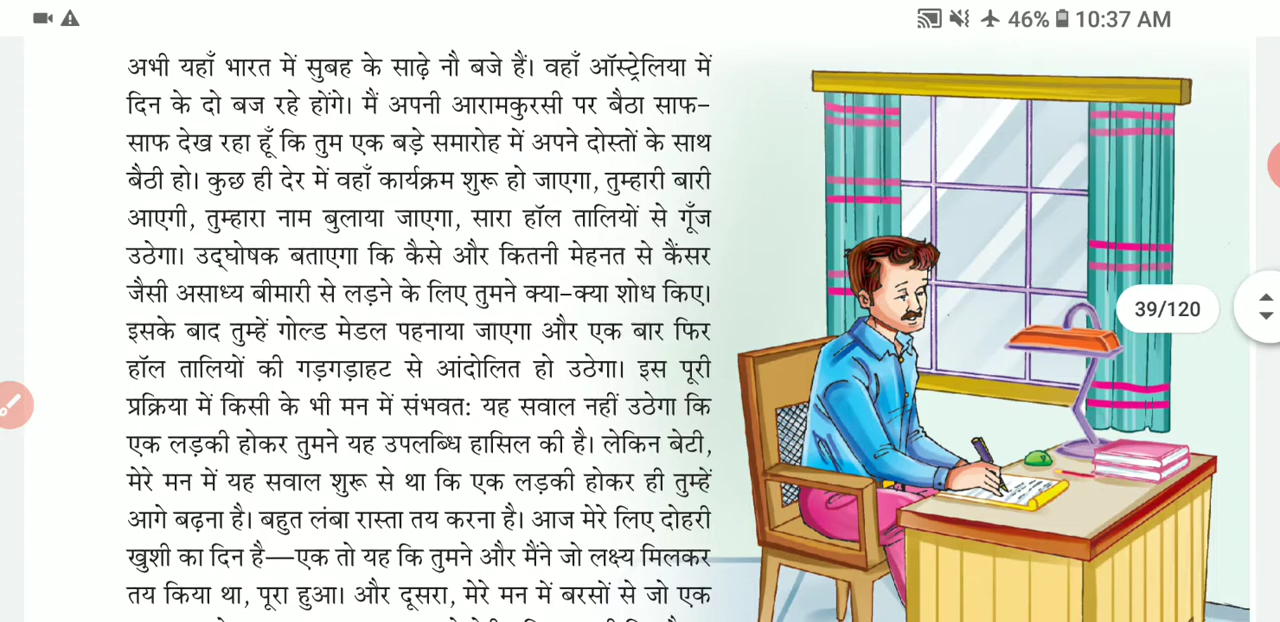 46% 10:37 AM
अभी यहाँ भारत में सुबह के साढ़े नौ बजे हैं। वहाँ ऑस्ट्रेलिया में
दिन के दो बज रहे होंगे। मैं अपनी आरामकुरसी पर बैठा साफ-
साफ देख रहा हूँ कि तुम एक बड़े समारोह में अपने दोस्तों के साथ
बैठी हो। कुछ ही देर में वहाँ कार्यक्रम शुरू हो जाएगा, तुम्हारी बारी
आएगी, तुम्हारा नाम बुलाया जाएगा, सारा हॉल तालियों से गूँज
उठेगा। उद्‌घोषक बताएगा कि कैसे और कितनी मेहनत से कैंसर
जैसी असाध्य बीमारी से लड़ने के लिए तुमने क्या-क्या शोध किए।
इसके बाद तुम्हें गोल्ड मेडल पहनाया जाएगा और एक बार फिर
हॉल तालियों की गड़गड़ाहट से आंदोलित हो उठेगा। इस पूरी
प्रक्रिया में किसी के भी मन में संभवत: यह सवाल नहीं उठेगा कि
एक लड़की होकर तुमने यह उपलब्धि हासिल की है। लेकिन बेटी,
मेरे मन में यह सवाल शुरू से था कि एक लड़की होकर ही तुम्हें
आगे बढ़ना है। बहुत लंबा रास्ता तय करना है। आज मेरे लिए दोहरी
खुशी का दिन है—एक तो यह कि तुमने और मैंने जो लक्ष्य मिलकर
तय किया था, पूरा हुआ। और दूसरा, मेरे मन में बरसों से जो एक
39/120